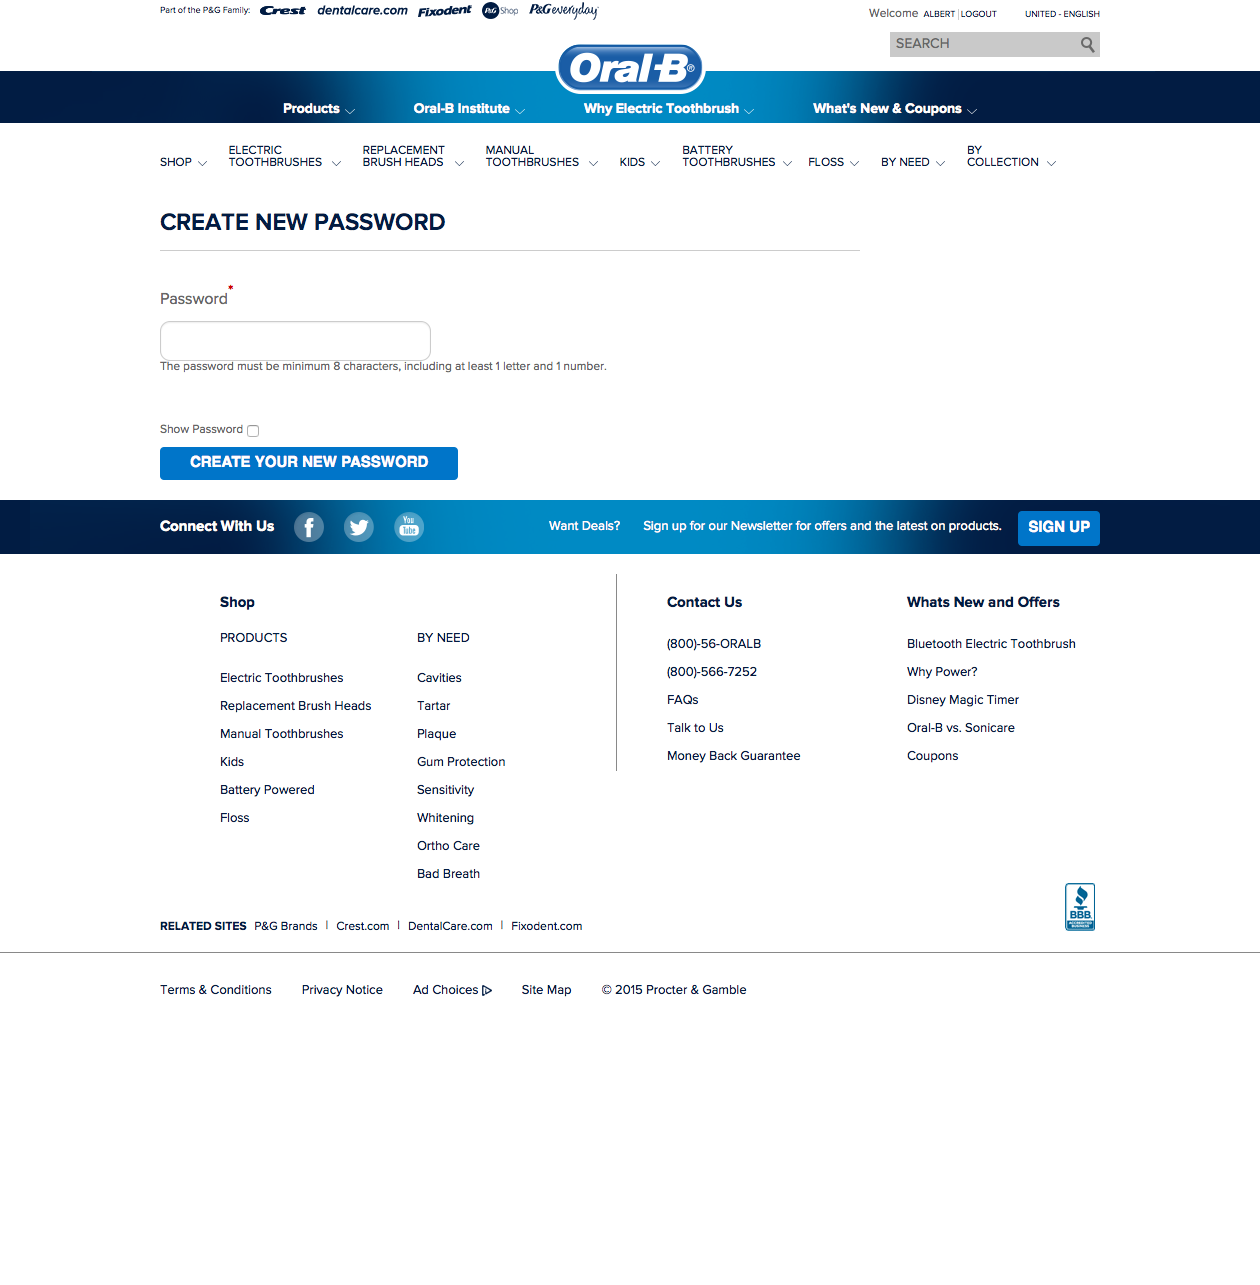 Part of the P&G Family: Crest dentalcare.com Fixodent P&G Shop P&G everyday
Welcome ALBERT LOGOUT UNITED - ENGLISH
SEARCH
Oral-B®
Products Oral-B Institute Why Electric Toothbrush What's New & Coupons
SHOP
ELECTRIC
TOOTHBRUSHES
REPLACEMENT
BRUSH HEADS
MANUAL
TOOTHBRUSHES
KIDS
BATTERY
TOOTHBRUSHES
FLOSS
BY NEED
BY
COLLECTION
CREATE NEW PASSWORD
Password*
The password must be minimum 8 characters, including at least 1 letter and 1 number.
Show Password
CREATE YOUR NEW PASSWORD
Connect With Us
You
Tube
Want Deals? Sign up for our Newsletter for offers and the latest on products. SIGN UP
Shop
PRODUCTS
Electric Toothbrushes
Replacement Brush Heads
Manual Toothbrushes
Kids
Battery Powered
Floss
BY NEED
Cavities
Tartar
Plaque
Gum Protection
Sensitivity
Whitening
Ortho Care
Bad Breath
Contact Us
(800)-56-ORALB
(800)-566-7252
FAQs
Talk to Us
Money Back Guarantee
Whats New and Offers
Bluetooth Electric Toothbrush
Why Power?
Disney Magic Timer
Oral-B vs. Sonicare
Coupons
BBB.
ACCREDITED
BUSINESS
RELATED SITES P&G Brands | Crest.com | DentalCare.com | Fixodent.com
Terms & Conditions Privacy Notice Ad Choices Site Map © 2015 Procter & Gamble